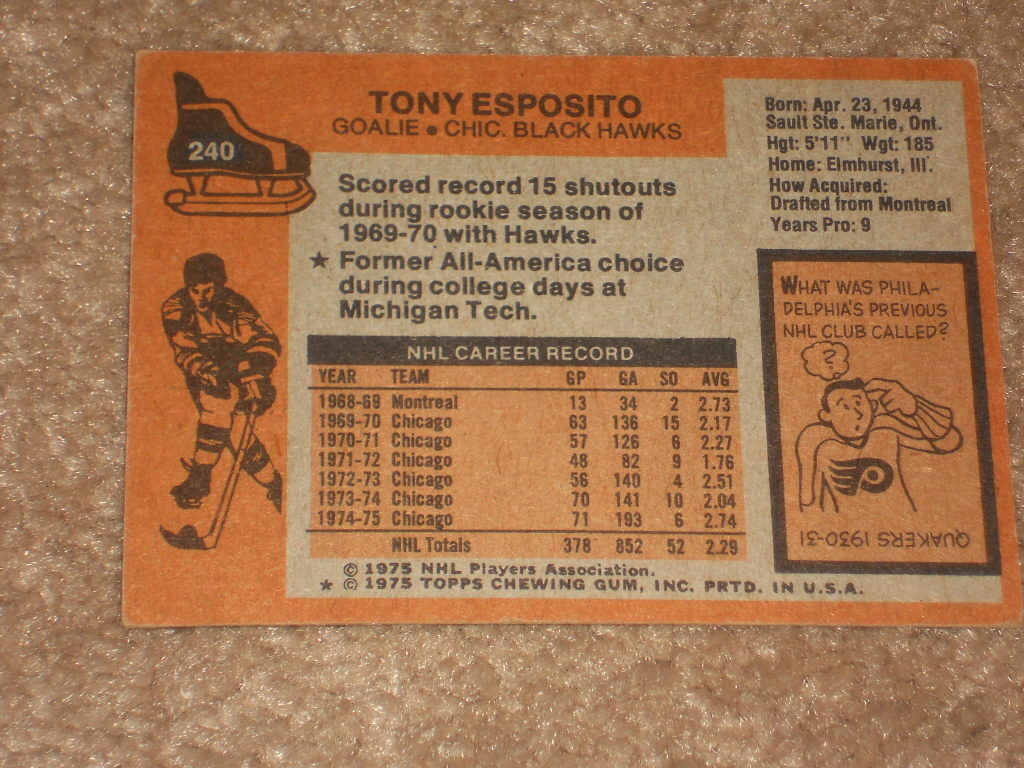 240
TONY ESPOSITO
GOALIE • CHIC. BLACK HAWKS
Scored record 15 shutouts
during rookie season of
1969-70 with Hawks.
★ Former All-America choice
during college days at
Michigan Tech.
NHL CAREER RECORD
YEAR TEAM GP GA SO AVG
1968-69 Montreal 13 34 2 2.73
1969-70 Chicago 63 136 15 2.17
1970-71 Chicago 57 126 6 2.27
1971-72 Chicago 48 82 9 1.76
1972-73 Chicago 56 140 4 2.51
1973-74 Chicago 70 141 10 2.04
1974-75 Chicago 71 193 6 2.74
NHL Totals 378 852 52 2.29
© 1975 NHL Players Association.
★ © 1975 TOPPS CHEWING GUM, INC. PRTD. IN U.S.A.
Born: Apr. 23, 1944
Sault Ste. Marie, Ont.
Hgt: 5'11" Wgt: 185
Home: Elmhurst, Ill.
How Acquired:
Drafted from Montreal
Years Pro: 9
WHAT WAS PHILA-
DELPHIA'S PREVIOUS
NHL CLUB CALLED?
?
QUAKERS 1930-31